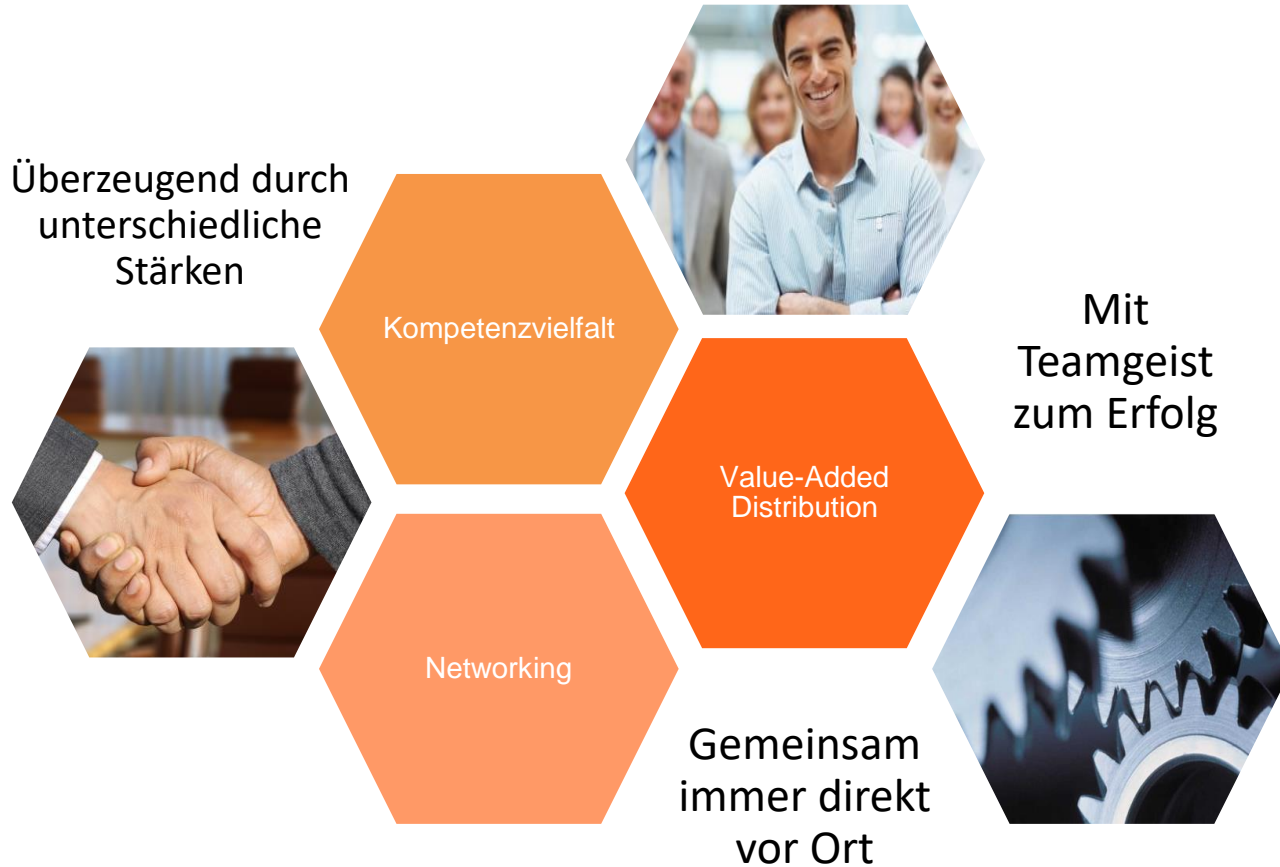 Überzeugend durch
unterschiedliche
Stärken
Kompetenzvielfalt
Mit
Teamgeist
zum Erfolg
Value-Added
Distribution
Networking
Gemeinsam
immer direkt
vor Ort